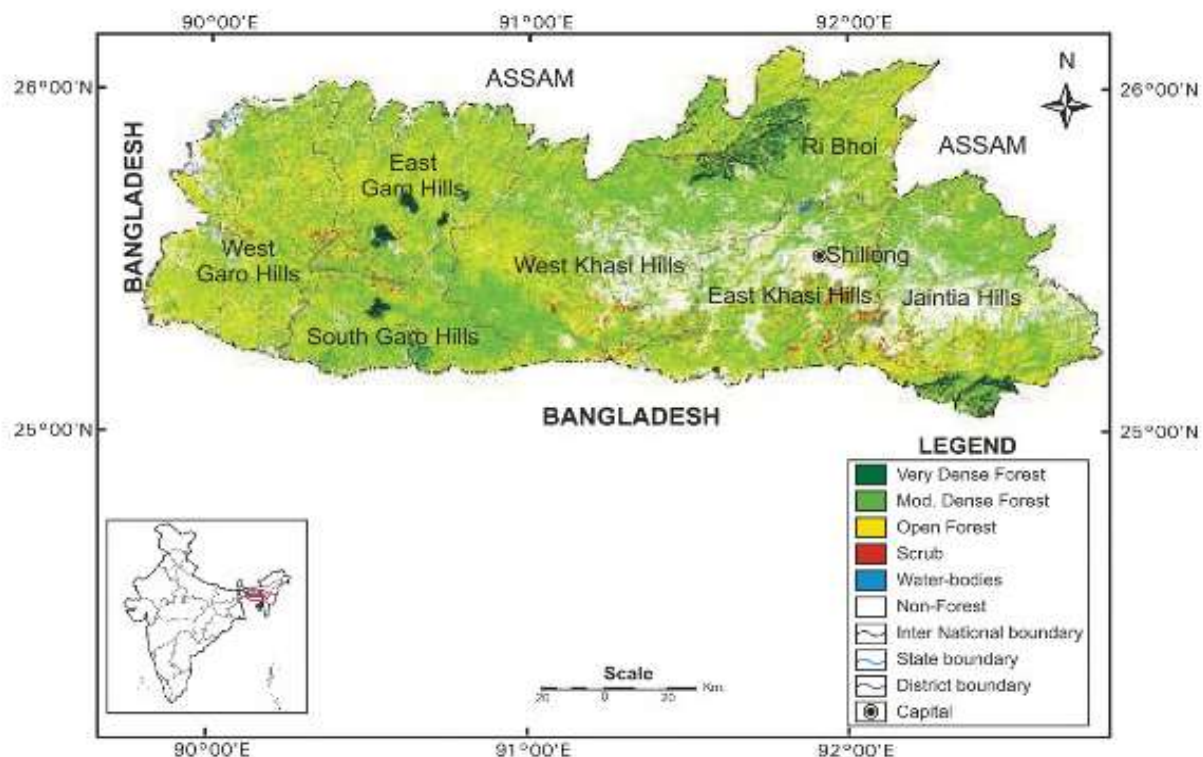 90°00'E 91°00'E 92°00'E
26°00'N ASSAM N 26°00'N
BANGLADESH
Ri Bhoi ASSAM
East
Garo Hills
West
Garo Hills
West Khasi Hills
Shillong
East Khasi Hills
Jaintia Hills
South Garo Hills
BANGLADESH
25°00'N 25°00'N
LEGEND
Very Dense Forest
Mod. Dense Forest
Open Forest
Scrub
Water-bodies
Non-Forest
Inter National boundary
State boundary
District boundary
Capital
Scale
20 0 20 Km.
90°00'E 91°00'E 92°00'E